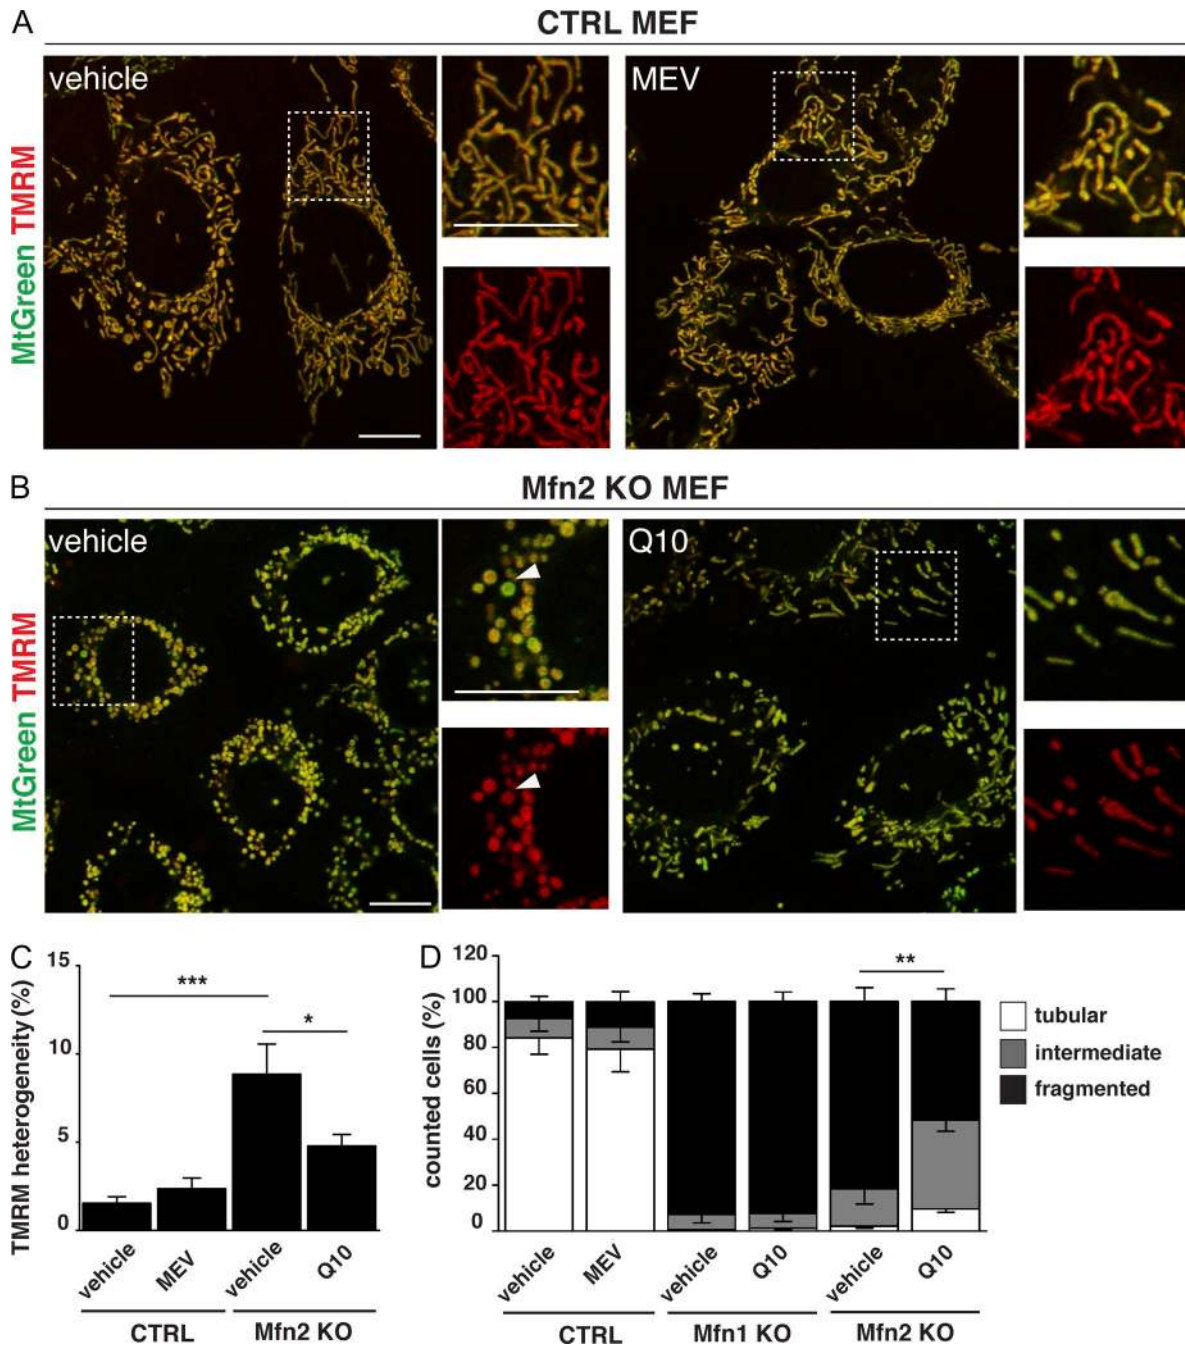 A
CTRL MEF
MtGreen TMRM
vehicle
MEV
B
Mfn2 KO MEF
MtGreen TMRM
vehicle
Q10
C
TMRM heterogeneity (%)
15
10
5
0
***
*
vehicle
MEV
vehicle
Q10
CTRL
Mfn2 KO
D
counted cells (%)
120
100
80
60
40
20
0
**
tubular
intermediate
fragmented
vehicle
MEV
vehicle
Q10
vehicle
Q10
CTRL
Mfn1 KO
Mfn2 KO